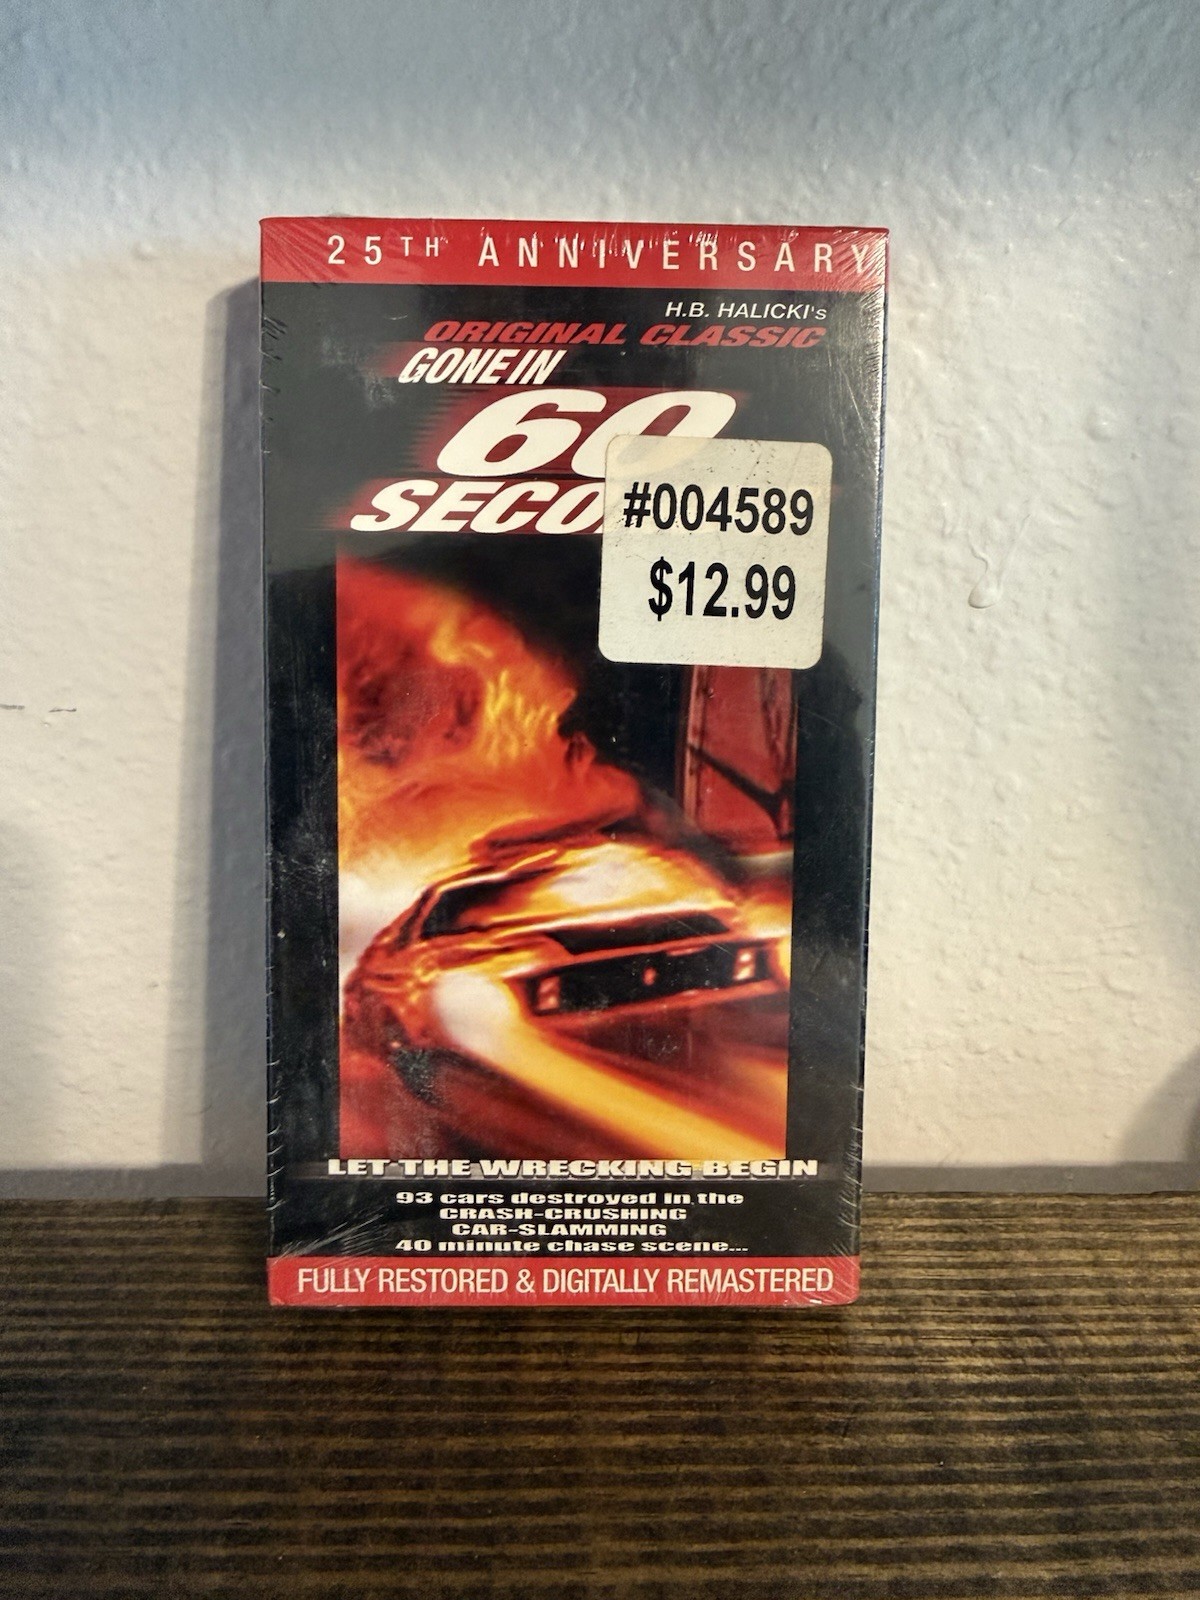 25TH ANNIVERSARY
H.B. HALICKI's
ORIGINAL CLASSIC
GONE IN
60
SECO
#004589
$12.99
LET THE WRECKING BEGIN
93 cars destroyed in the
CRASH-CRUSHING
CAR-SLAMMING
40 minute chase scene...
FULLY RESTORED & DIGITALLY REMASTERED